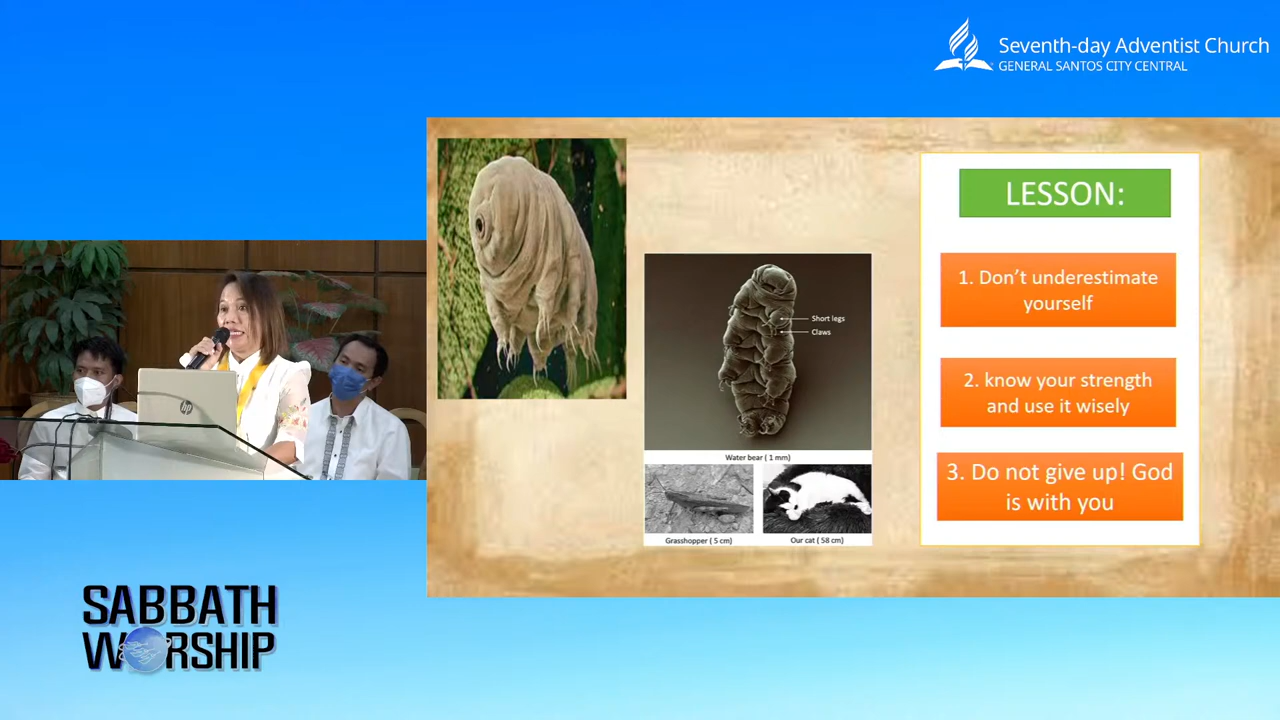 Seventh-day Adventist Church
GENERAL SANTOS CITY CENTRAL
LESSON:
1. Don’t underestimate
yourself
2. know your strength
and use it wisely
3. Do not give up! God
is with you
Short legs
Claws
Water bear ( 1 mm)
Grasshopper ( 5 cm)
Our cat ( 58 cm)
hp
SABBATH
WORSHIP